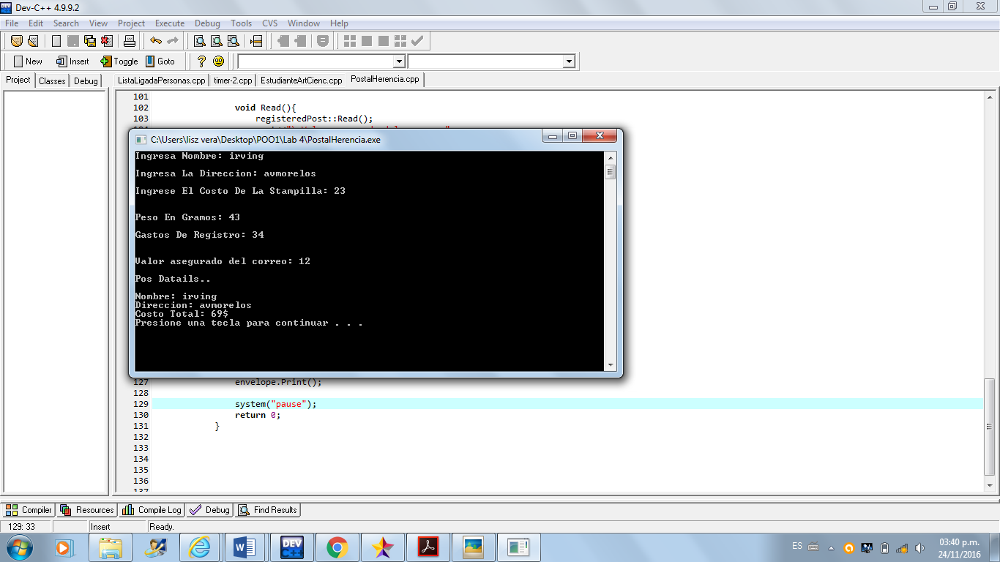 Dev-C++ 4.9.9.2
File Edit Search View Project Execute Debug Tools CVS Window Help
New Insert Toggle Goto
Project Classes Debug
ListaLigadaPersonas.cpp timer-2.cpp EstudianteArtCienc.cpp PostalHerencia.cpp
101
102 void Read(){
103 registeredPost::Read();
C:\Users\lisz vera\Desktop\POO1\Lab 4\PostalHerencia.exe
Ingresa Nombre: irving
Ingresa La Direccion: avmorelos
Ingrese El Costo De La Stampilla: 23
Peso En Gramos: 43
Gastos De Registro: 34
Valor asegurado del correo: 12
Pos Datails..
Nombre: irving
Direccion: avmorelos
Costo Total: 69$
Presione una tecla para continuar . . .
127 envelope.Print();
128
129 system("pause");
130 return 0;
131 }
132
133
134
135
136
Compiler Resources Compile Log Debug Find Results
129: 33 Insert Ready.
ES 03:40 p.m.
24/11/2016